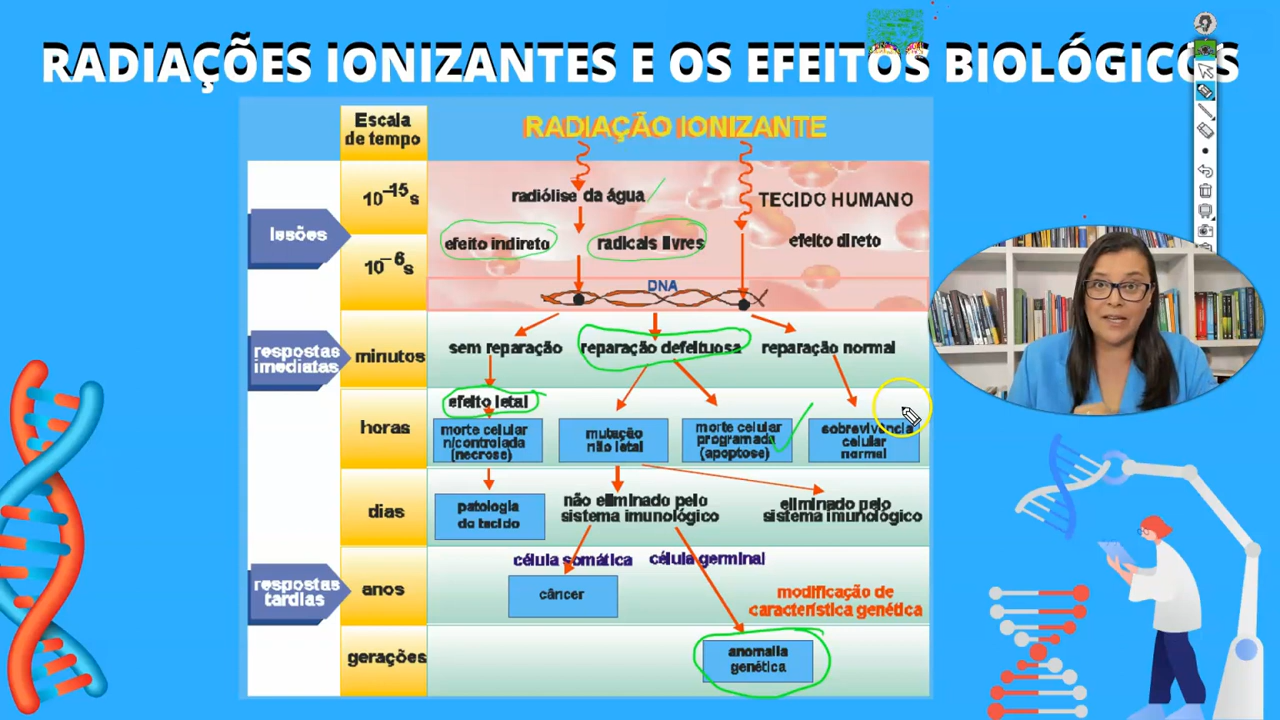 RADIAÇÕES IONIZANTES E OS EFEITOS BIOLÓGICOS
Escala
de tempo
RADIAÇÃO IONIZANTE
lesões
10⁻¹⁵s
radiólise da água
TECIDO HUMANO
efeito indireto
radicais livres
efeito direto
10⁻⁶s
DNA
respostas
imediatas
minutos
sem reparação
reparação defeituosa
reparação normal
efeito letal
horas
morte celular
n/controlada
(necrose)
mutação
não letal
morte celular
programada
(apoptose)
sobrevivência
celular
normal
dias
patologia
do tecido
não eliminado pelo
sistema imunológico
eliminado pelo
sistema imunológico
célula somática
célula germinal
respostas
tardias
anos
câncer
modificação de
característica genética
gerações
anomalia
genética